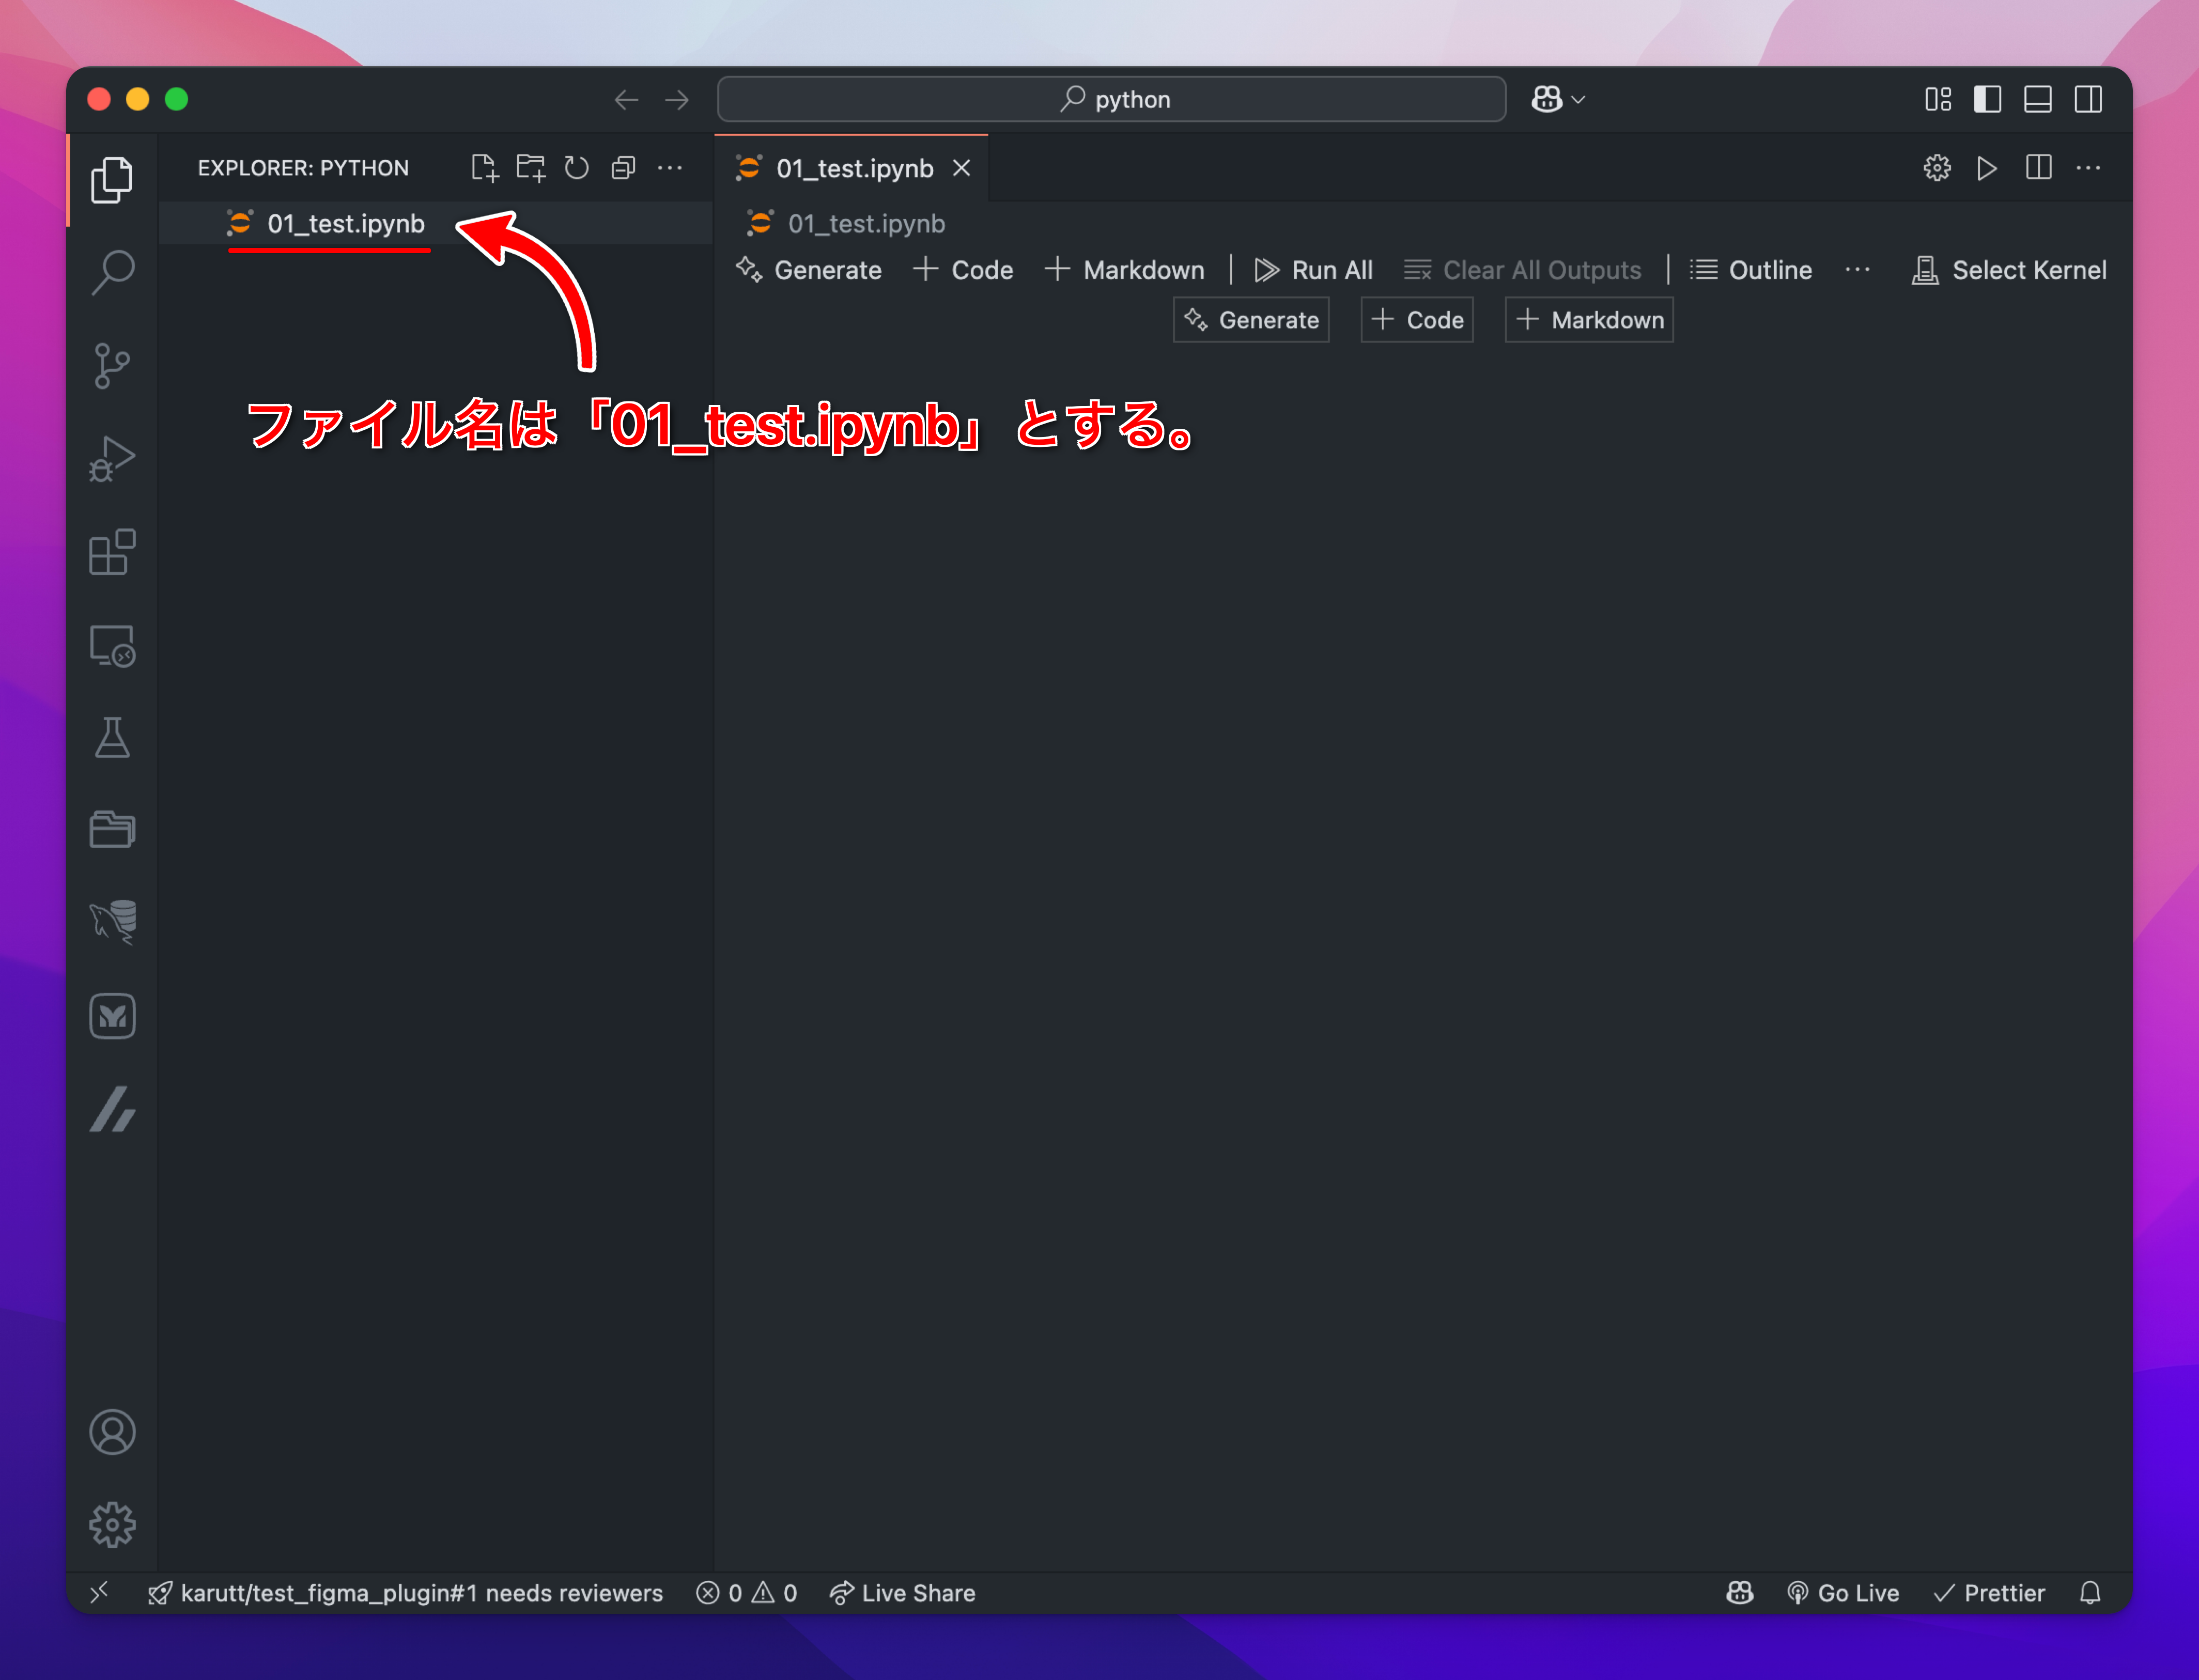 python
EXPLORER: PYTHON
01_test.ipynb
01_test.ipynb
01_test.ipynb
Generate Code Markdown Run All Clear All Outputs Outline Select Kernel
Generate Code Markdown
ファイル名は「01_test.ipynb」とする。
karutt/test_figma_plugin#1 needs reviewers 0 0 Live Share Go Live Prettier